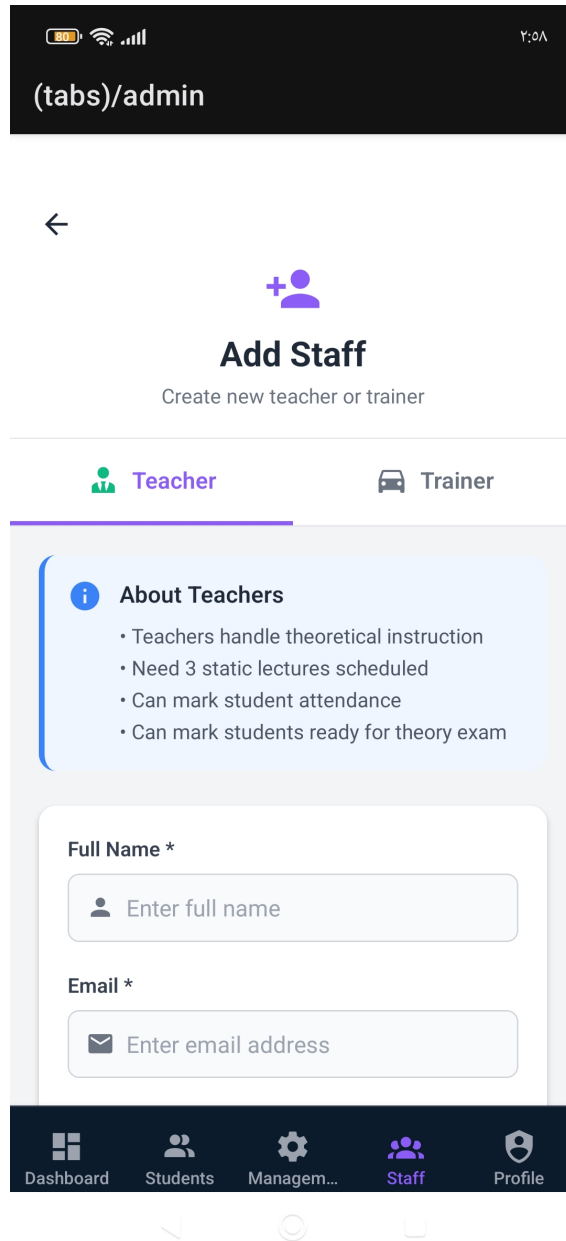 80
٢:٥٨
(tabs)/admin
Add Staff
Create new teacher or trainer
Teacher
Trainer
About Teachers
• Teachers handle theoretical instruction
• Need 3 static lectures scheduled
• Can mark student attendance
• Can mark students ready for theory exam
Full Name *
Enter full name
Email *
Enter email address
Dashboard
Students
Managem...
Staff
Profile